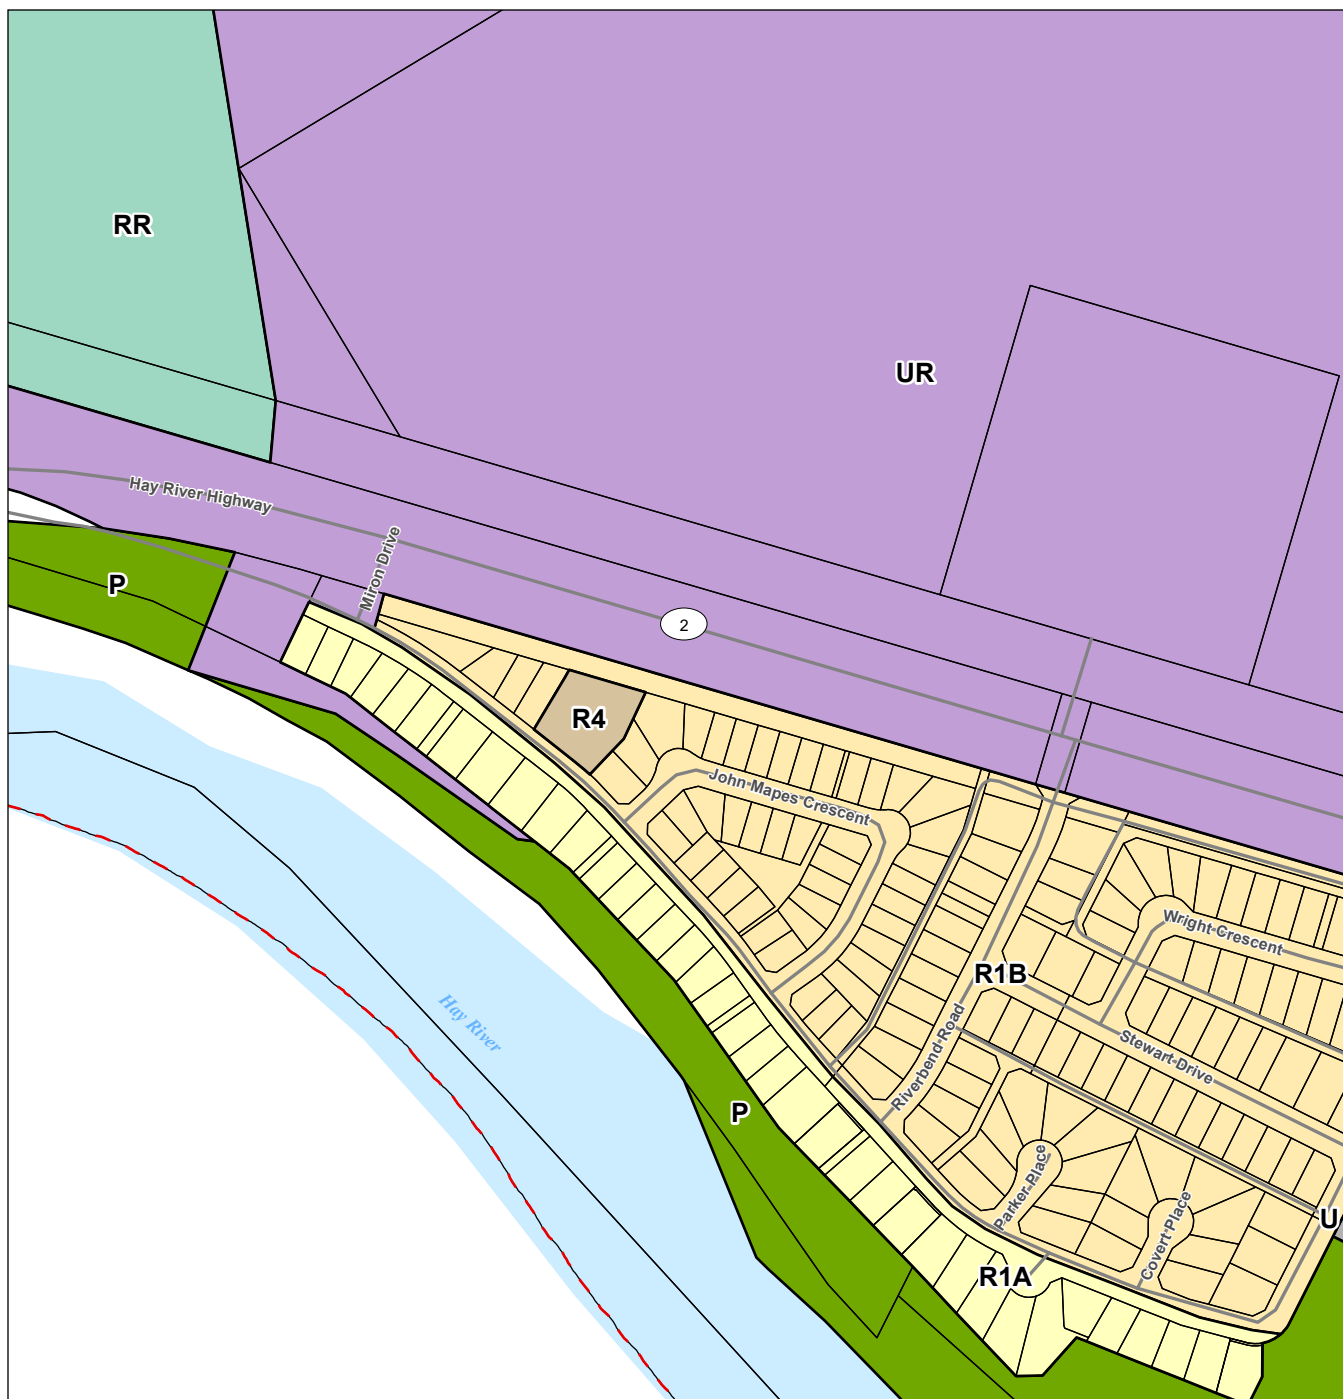 RR
UR
Hay River Highway
Miron Drive
P
2
R4
John Mapes Crescent
Wright Crescent
R1B
Hay River
Riverbend Road
Stewart Drive
P
Parker Place
Covert Place
U
R1A